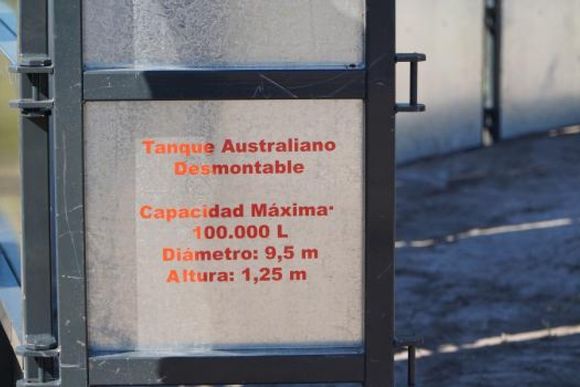 Tanque Australiano
Desmontable
Capacidad Máxima·
100.000 L
Diámetro: 9,5 m
Altura: 1,25 m